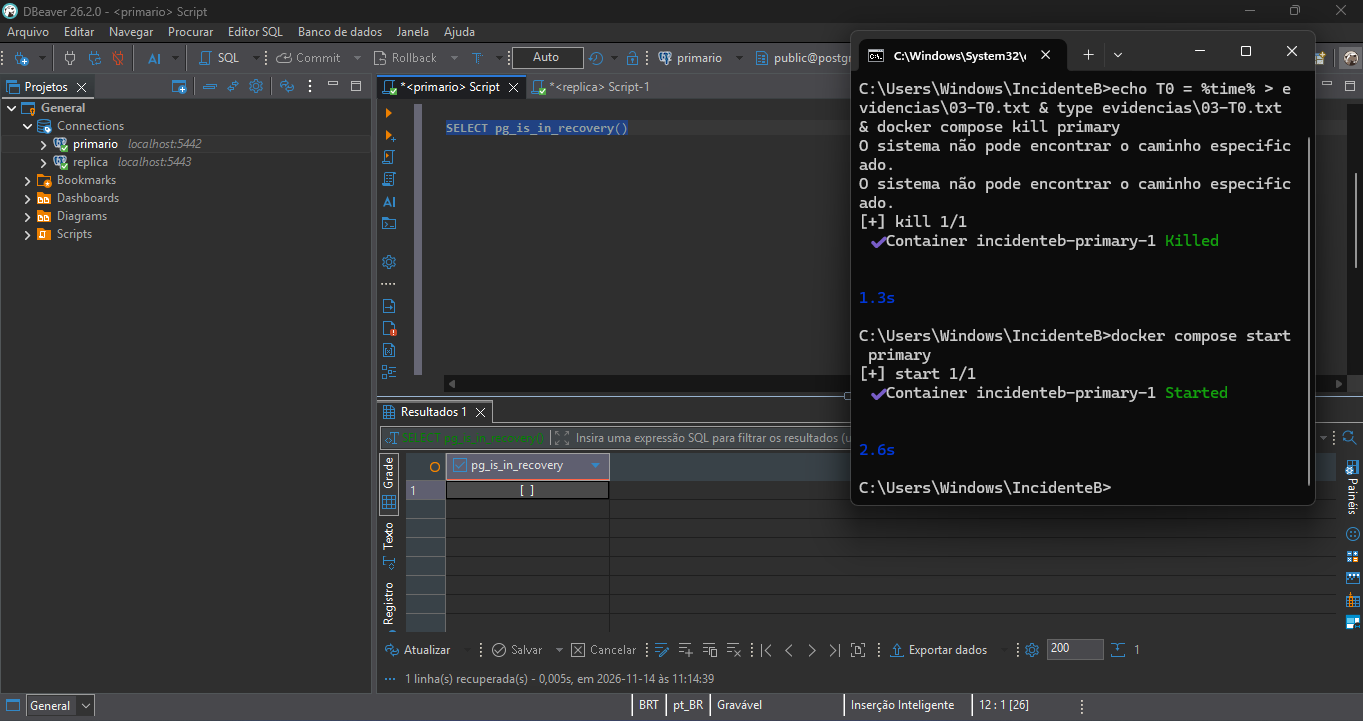 DBeaver 26.2.0 - <primario> Script
Arquivo Editar Navegar Procurar Editor SQL Banco de dados Janela Ajuda
AI SQL Commit Rollback T Auto primario public@postgr
Projetos
General
Connections
primario localhost:5442
replica localhost:5443
Bookmarks
Dashboards
Diagrams
Scripts
*<primario> Script
*<replica> Script-1
AI
SELECT pg_is_in_recovery()
C:\Windows\System32\
C:\Users\Windows\IncidenteB>echo T0 = %time% > e
videncias\03-T0.txt & type evidencias\03-T0.txt
& docker compose kill primary
O sistema não pode encontrar o caminho especific
ado.
O sistema não pode encontrar o caminho especific
ado.
[+] kill 1/1
✔Container incidenteb-primary-1 Killed
1.3s
C:\Users\Windows\IncidenteB>docker compose start
primary
[+] start 1/1
✔Container incidenteb-primary-1 Started
2.6s
C:\Users\Windows\IncidenteB>
Resultados 1
SELECT pg_is_in_recovery()
Insira uma expressão SQL para filtrar os resultados (u
Grade
Texto
Registro
pg_is_in_recovery
1 [ ]
Painéis
Atualizar Salvar Cancelar Exportar dados 200 1
1 linha(s) recuperada(s) - 0,005s, em 2026-11-14 às 11:14:39
General
BRT pt_BR Gravável Inserção Inteligente 12 : 1 [26]